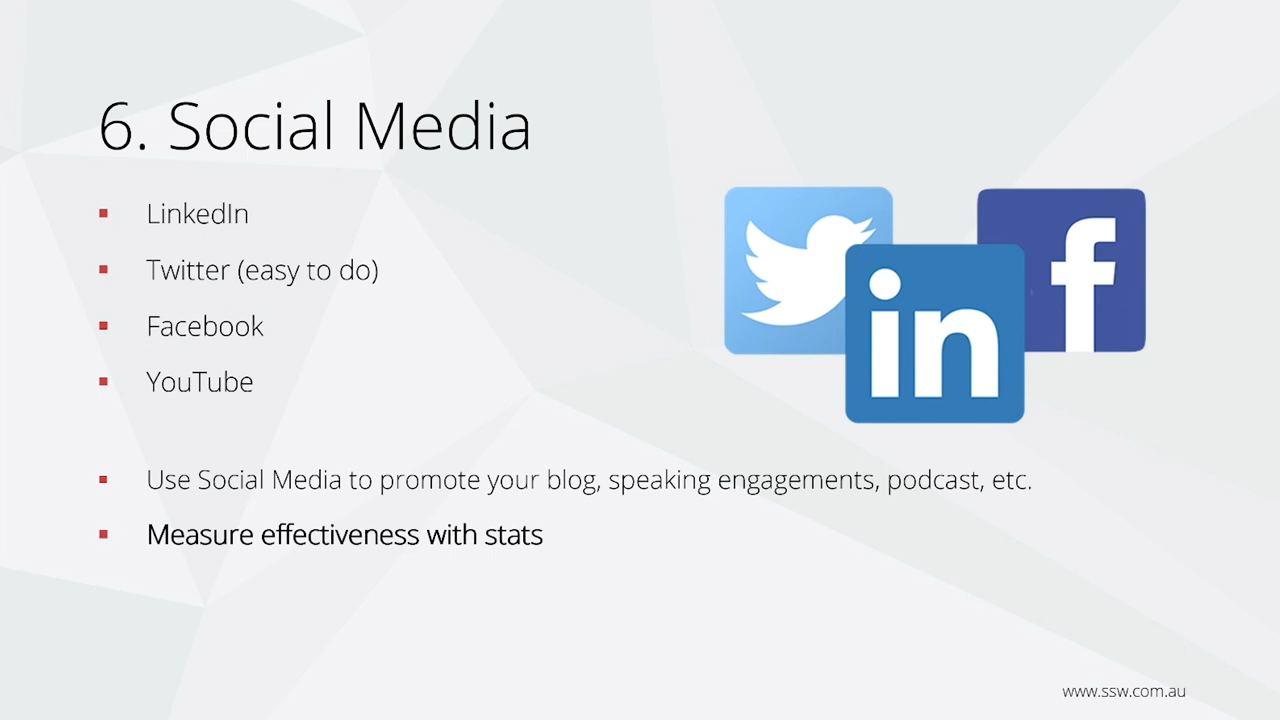 6. Social Media
LinkedIn
Twitter (easy to do)
Facebook
YouTube
in
f
Use Social Media to promote your blog, speaking engagements, podcast, etc.
Measure effectiveness with stats
www.ssw.com.au